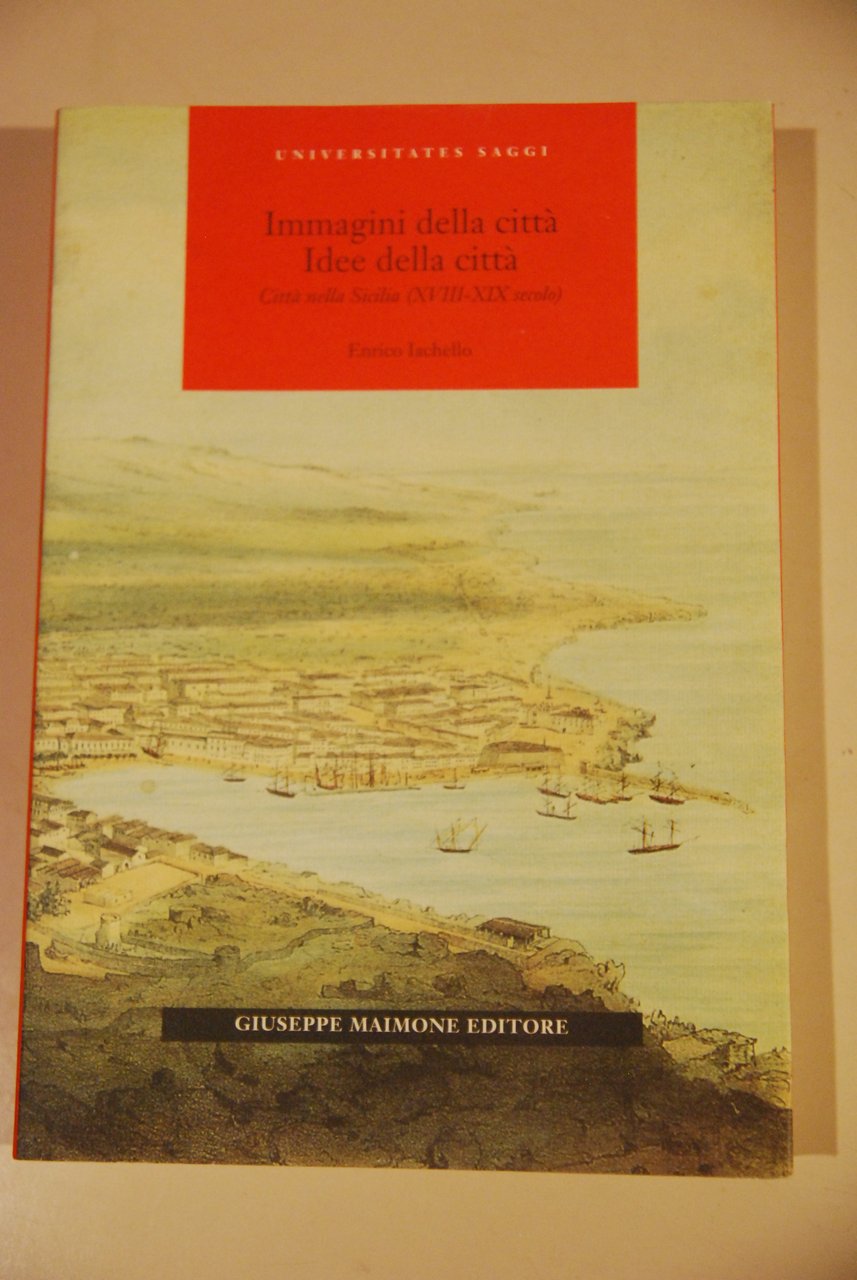 UNIVERSITATES SAGGI
Immagini della città
Idee della città
Città nella Sicilia (XVIII-XIX secolo)
Enrico Iachello
GIUSEPPE MAIMONE EDITORE